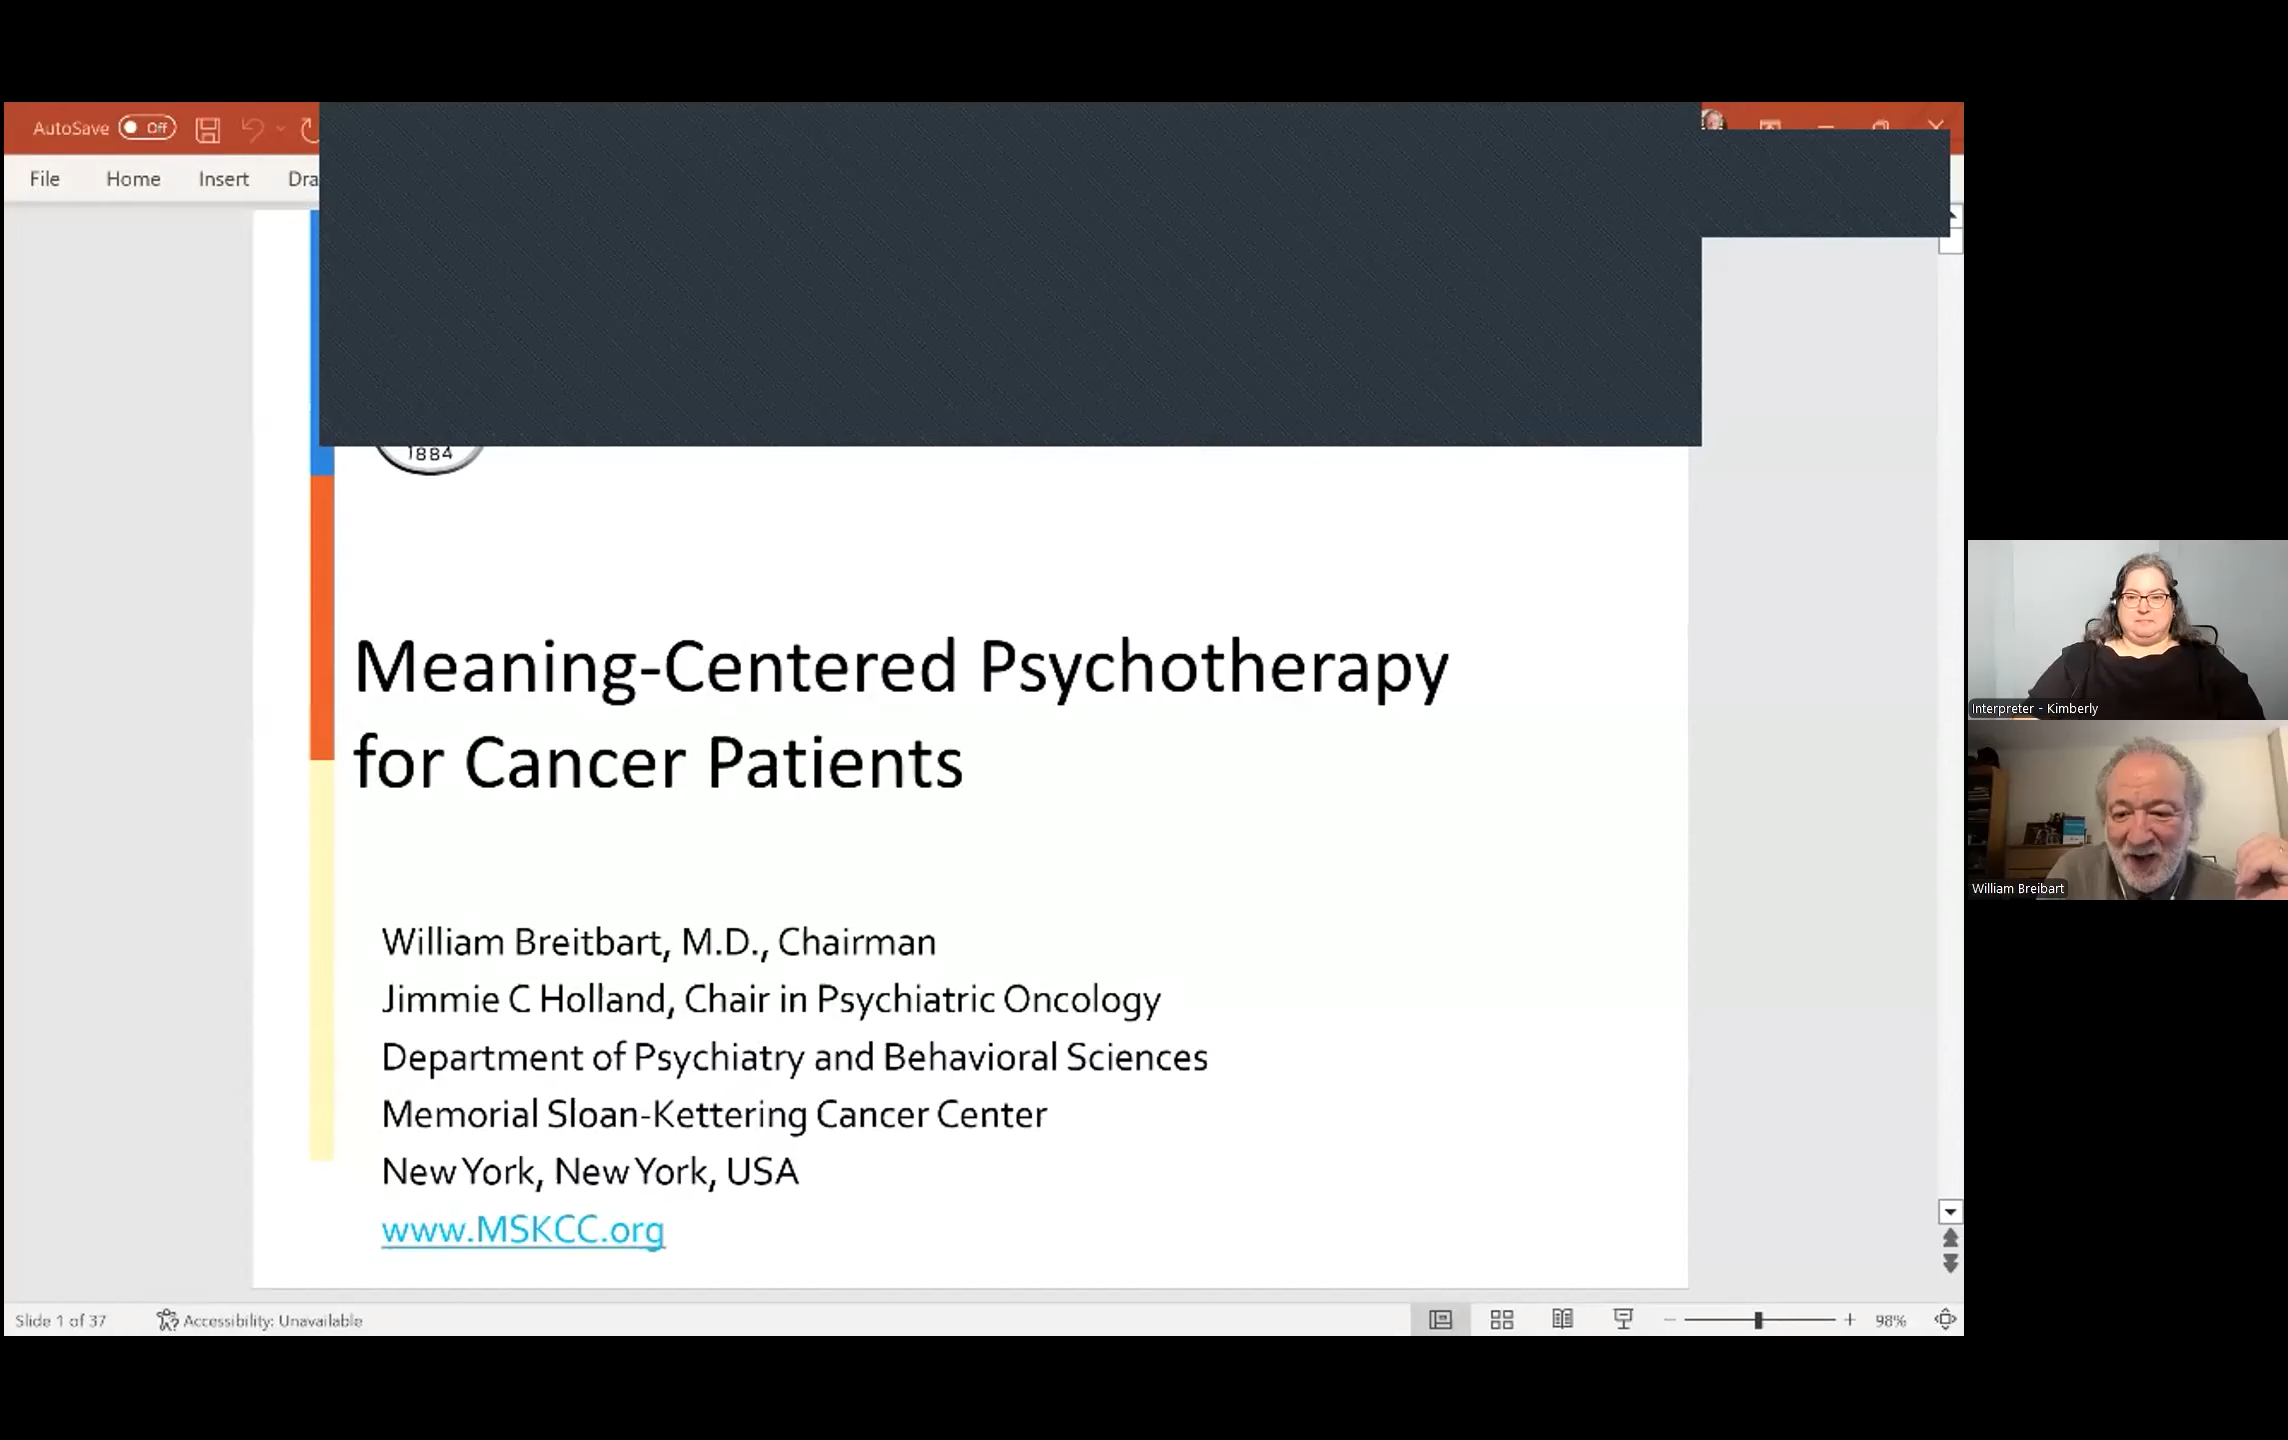 AutoSave Off
File Home Insert Dra
1884
Meaning-Centered Psychotherapy
for Cancer Patients
William Breitbart, M.D., Chairman
Jimmie C Holland, Chair in Psychiatric Oncology
Department of Psychiatry and Behavioral Sciences
Memorial Sloan-Kettering Cancer Center
New York, New York, USA
www.MSKCC.org
Slide 1 of 37 Accessibility: Unavailable 98%
Interpreter - Kimberly
William Breibart